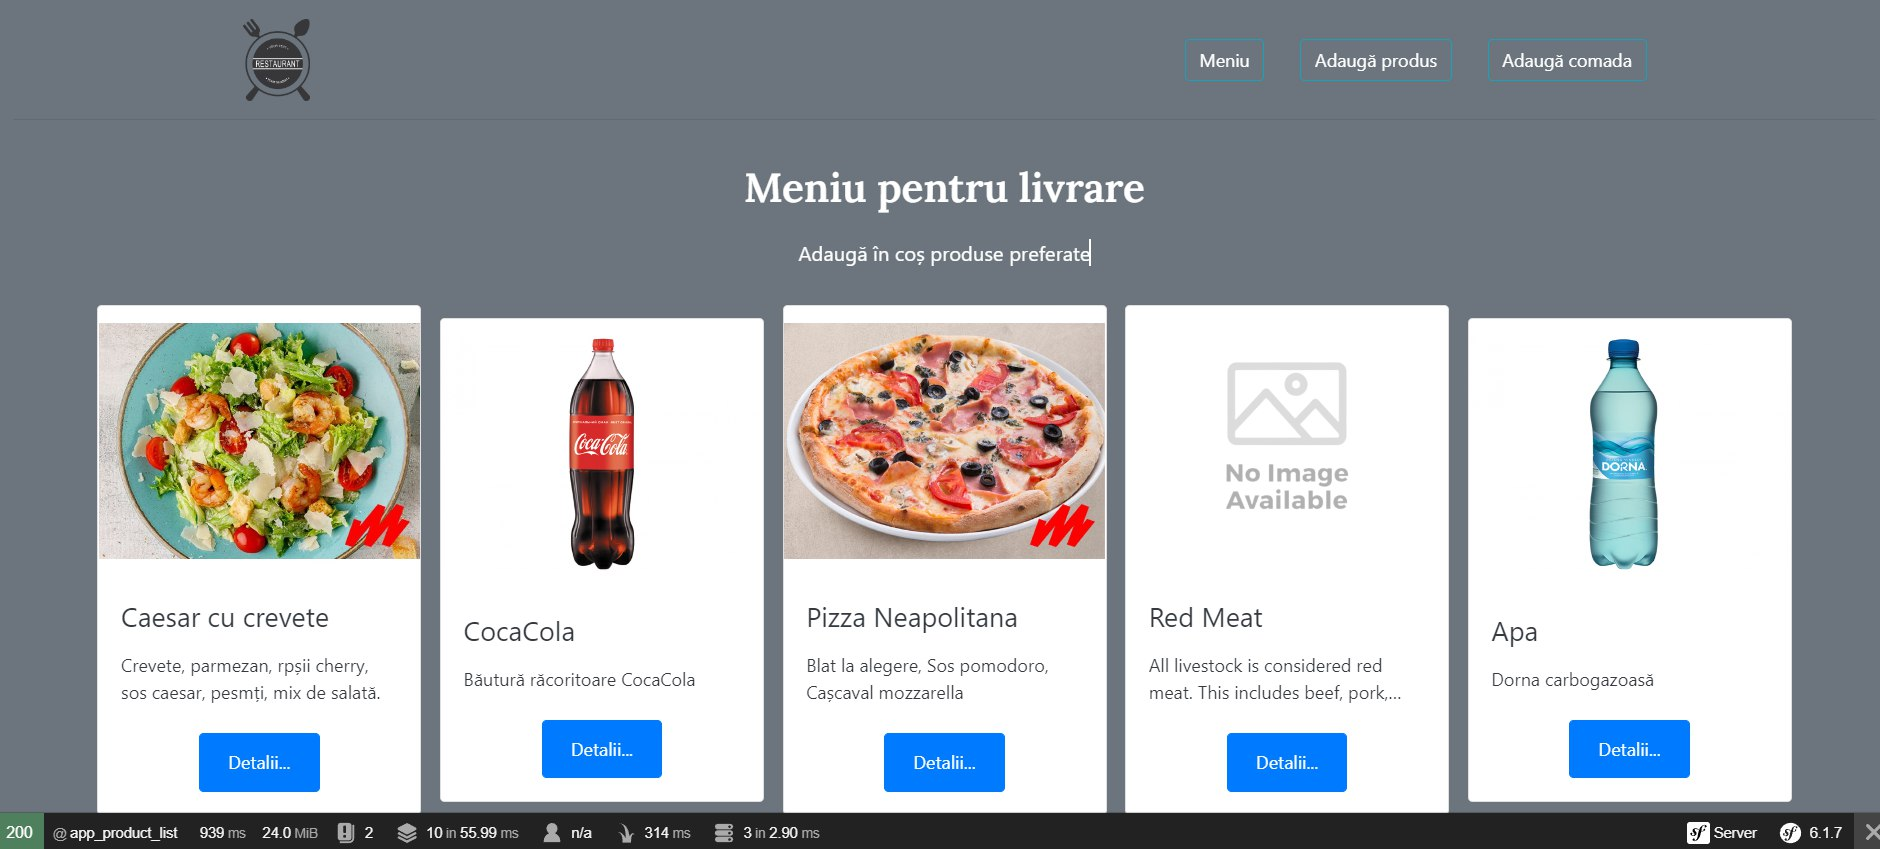 RESTAURANT
Meniu
Adaugă produs
Adaugă comada
Meniu pentru livrare
Adaugă în coș produse preferate
Coca-Cola
No Image
Available
DORNA
Caesar cu crevete
Crevete, parmezan, rpșii cherry,
sos caesar, pesmți, mix de salată.
Detalii...
CocaCola
Băutură răcoritoare CocaCola
Detalii...
Pizza Neapolitana
Blat la alegere, Sos pomodoro,
Cașcaval mozzarella
Detalii...
Red Meat
All livestock is considered red
meat. This includes beef, pork,...
Detalii...
Apa
Dorna carbogazoasă
Detalii...
200 @ app_product_list 939 ms 24.0 MiB 2 10 in 55.99 ms n/a 314 ms 3 in 2.90 ms sf Server sf 6.1.7